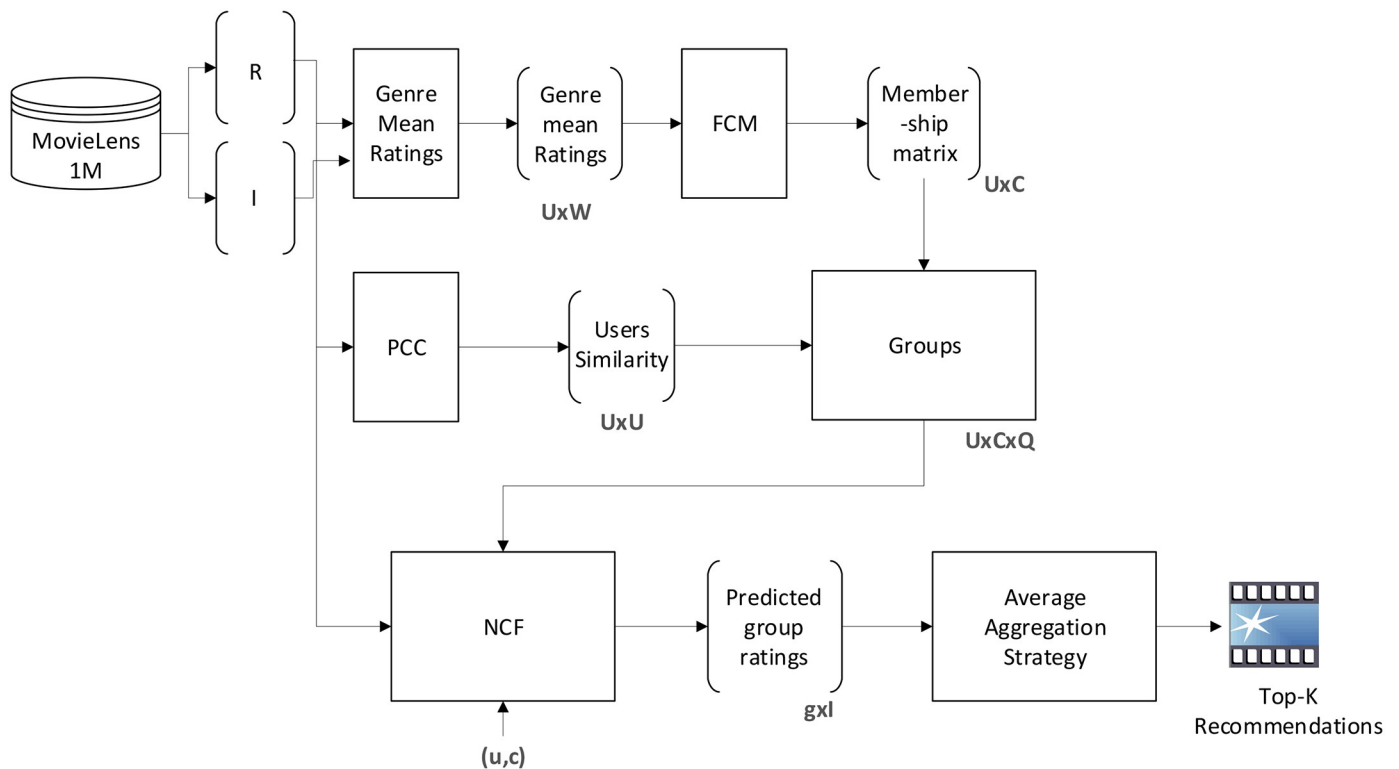 MovieLens
1M
R
I
Genre
Mean
Ratings
Genre
mean
Ratings
UxW
FCM
Member
-ship
matrix
UxC
PCC
Users
Similarity
UxU
Groups
UxCxQ
NCF
(u,c)
Predicted
group
ratings
gxI
Average
Aggregation
Strategy
Top-K
Recommendations